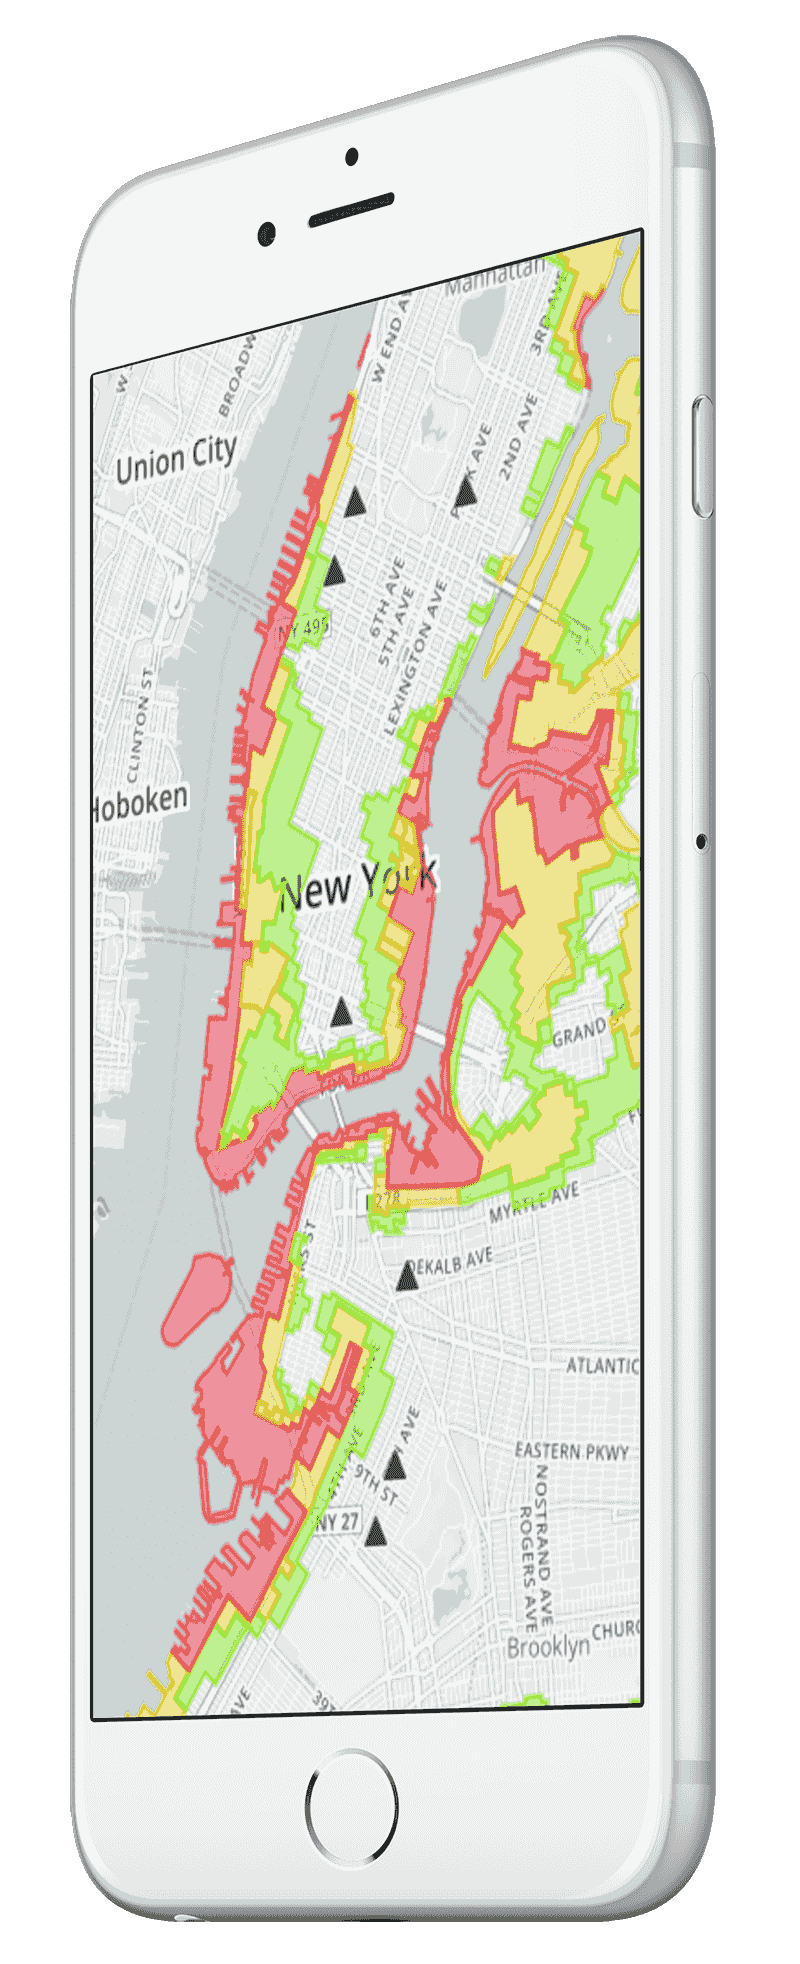 Manhattan
W END A
BROADW
W
3RD AVE
Union City
2ND AVE
K AVE
6TH AVE
5TH AVE
LEXINGTON AVE
NY 495
CLINTON ST
Hoboken
New York
GRAND
278
MYRTLE AVE
S ST
DEKALB AVE
ATLANTIC
4TH AVE
9TH ST
EASTERN PKWY
NY 27
NOSTRAND AVE
ROGERS AVE
CHURC
Brooklyn
39T
AVE